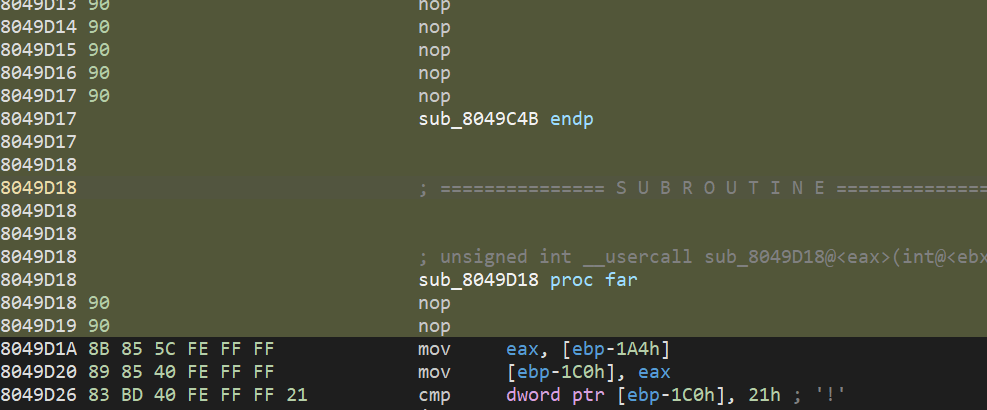 8049D13 90 nop
8049D14 90 nop
8049D15 90 nop
8049D16 90 nop
8049D17 90 nop
8049D17 sub_8049C4B endp
8049D17
8049D18
8049D18 ; =============== S U B R O U T I N E ==============
8049D18
8049D18
8049D18 ; unsigned int __usercall sub_8049D18@<eax>(int@<ebx
8049D18 sub_8049D18 proc far
8049D18 90 nop
8049D19 90 nop
8049D1A 8B 85 5C FE FF FF mov eax, [ebp-1A4h]
8049D20 89 85 40 FE FF FF mov [ebp-1C0h], eax
8049D26 83 BD 40 FE FF FF 21 cmp dword ptr [ebp-1C0h], 21h ; '!'